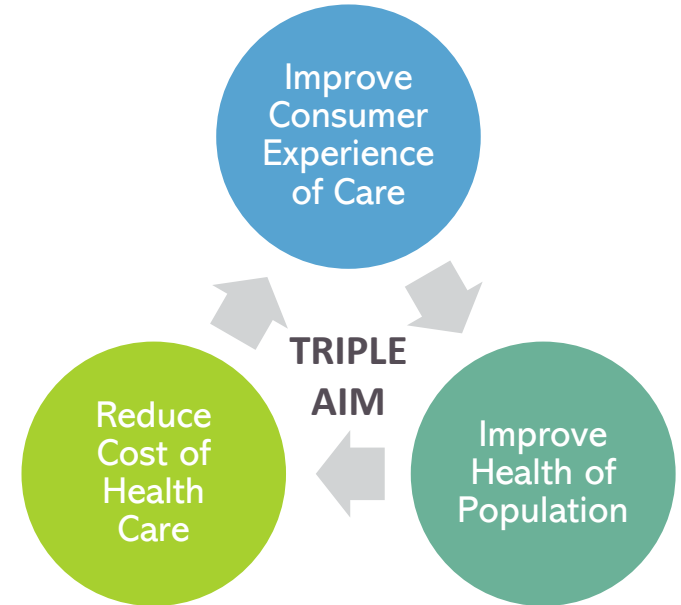 Improve
Consumer
Experience
of Care
TRIPLE
AIM
Reduce
Cost of
Health
Care
Improve
Health of
Population